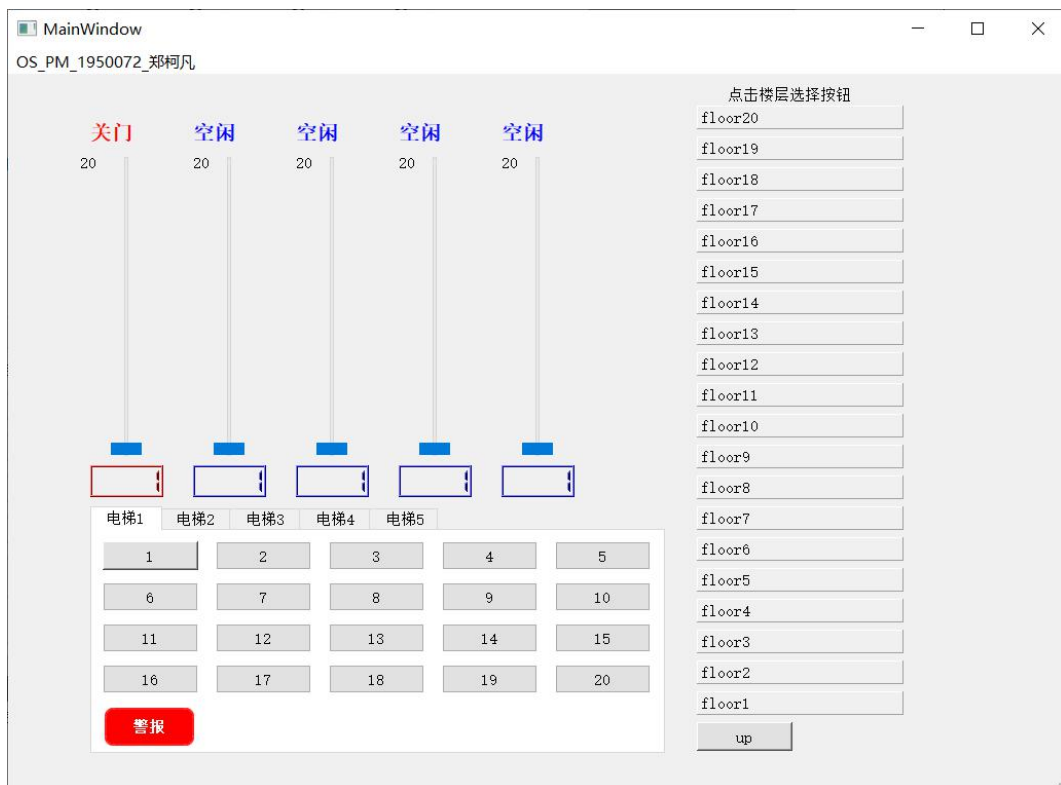 MainWindow
OS_PM_1950072_郑柯凡
点击楼层选择按钮
关门 空闲 空闲 空闲 空闲
20 20 20 20 20
1 1 1 1 1
电梯1 电梯2 电梯3 电梯4 电梯5
1 2 3 4 5
6 7 8 9 10
11 12 13 14 15
16 17 18 19 20
警报
floor20
floor19
floor18
floor17
floor16
floor15
floor14
floor13
floor12
floor11
floor10
floor9
floor8
floor7
floor6
floor5
floor4
floor3
floor2
floor1
up